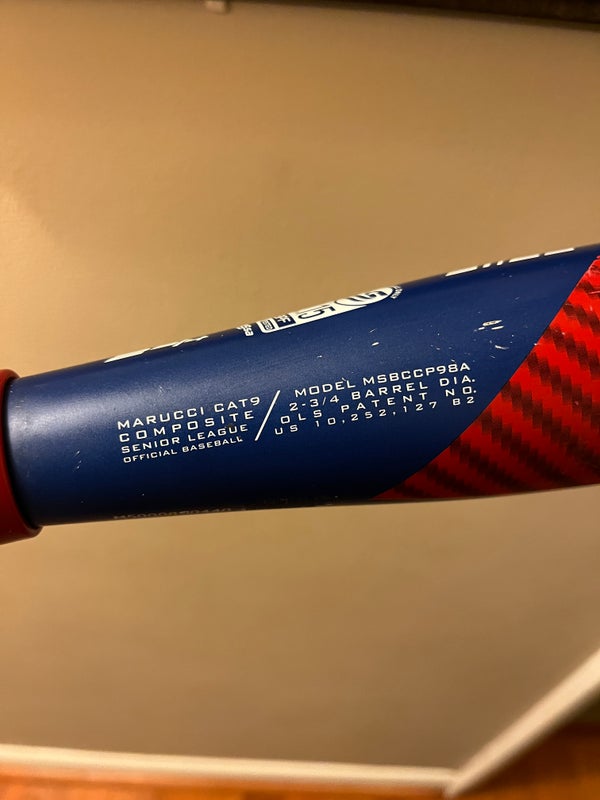 MARUCCI CAT9
COMPOSITE
SENIOR LEAGUE
OFFICIAL BASEBALL
/
MODEL MSBCCP98A
2-3/4 BARREL DIA.
OLS PATENT NO.
US 10,252,127 B2